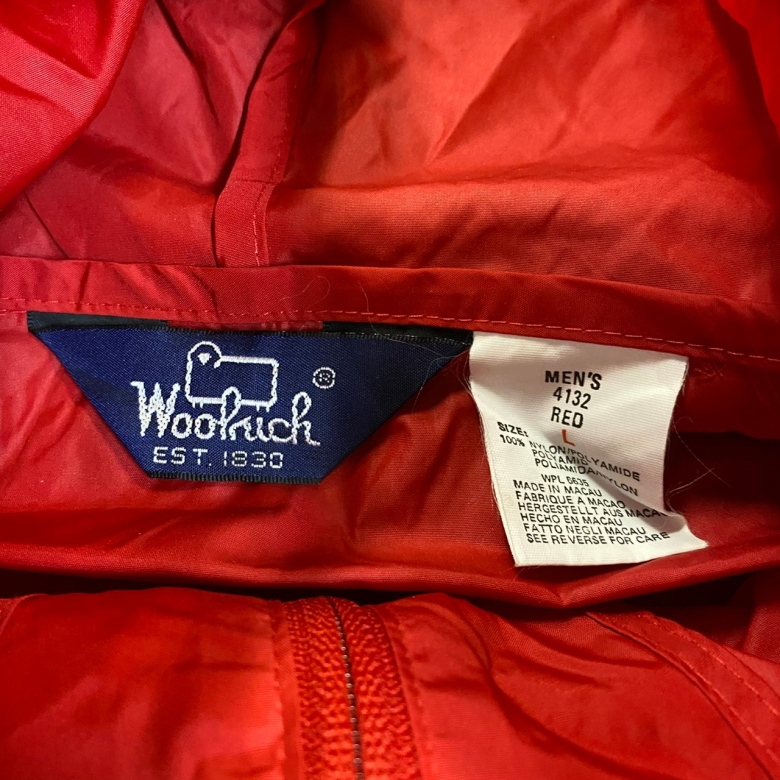 Woolrich ®
EST. 1830
MEN'S
4132
RED
SIZE: L
100% NYLON/POLYAMIDE
POLYAMIDE
POLIAMIDA/NYLON
WPL 6635
MADE IN MACAU
FABRIQUE A MACAO
HERGESTELLT AUS MACAU
HECHO EN MACAU
FATTO NEGLI MACAU
SEE REVERSE FOR CARE